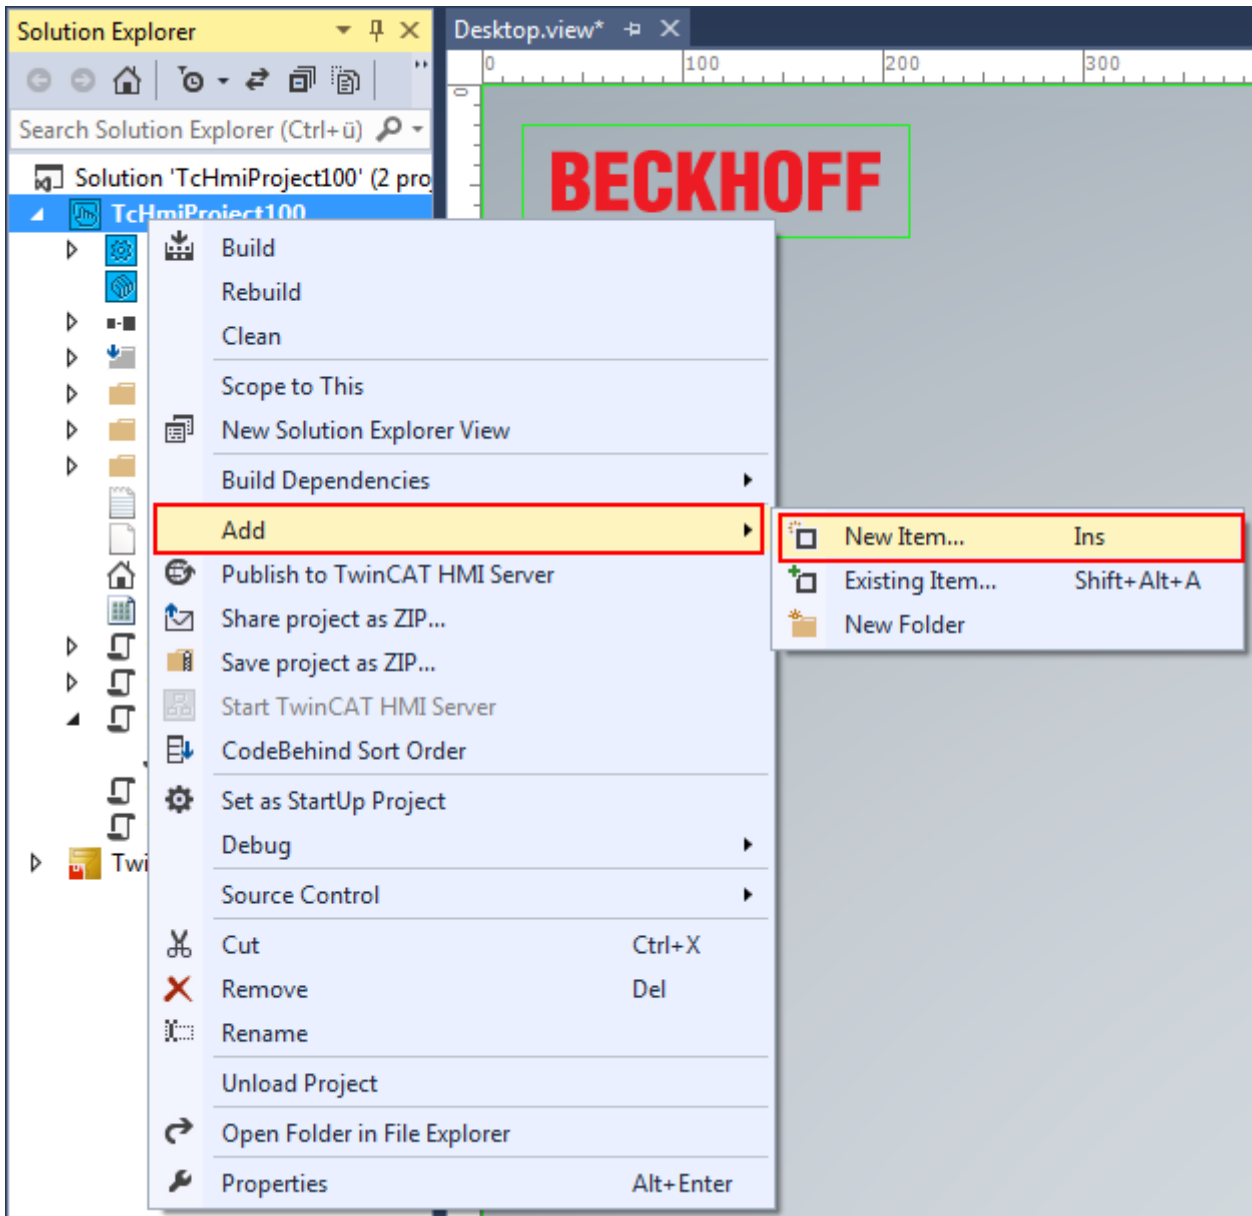 Solution Explorer
Desktop.view*
0 100 200 300
0
Search Solution Explorer (Ctrl+ü)
Solution 'TcHmiProject100' (2 pro
TcHmiProject100
BECKHOFF
Build
Rebuild
Clean
Scope to This
New Solution Explorer View
Build Dependencies
Add
New Item... Ins
Existing Item... Shift+Alt+A
New Folder
Publish to TwinCAT HMI Server
Share project as ZIP...
Save project as ZIP...
Start TwinCAT HMI Server
CodeBehind Sort Order
Set as StartUp Project
Debug
Twi
Source Control
Cut Ctrl+X
Remove Del
Rename
Unload Project
Open Folder in File Explorer
Properties Alt+Enter